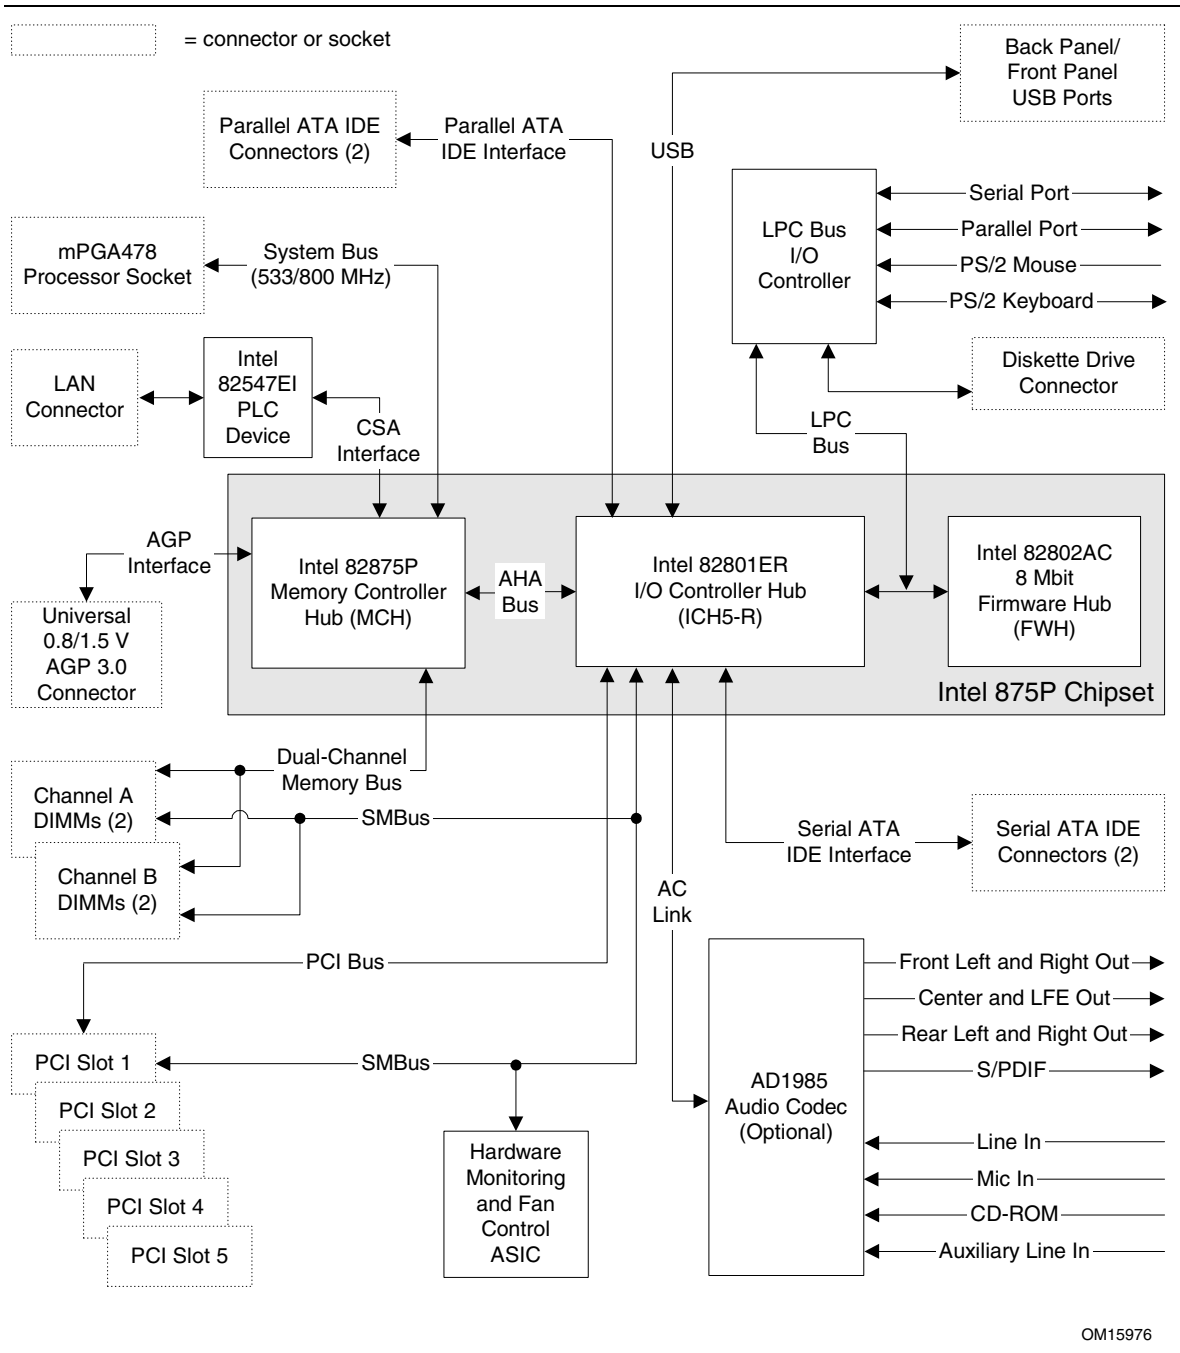 = connector or socket
Back Panel/
Front Panel
USB Ports
Parallel ATA IDE
Connectors (2)
Parallel ATA
IDE Interface
USB
LPC Bus
I/O
Controller
Serial Port
Parallel Port
PS/2 Mouse
PS/2 Keyboard
mPGA478
Processor Socket
System Bus
(533/800 MHz)
LAN
Connector
Intel
82547EI
PLC
Device
CSA
Interface
Diskette Drive
Connector
LPC
Bus
AGP
Interface
Universal
0.8/1.5 V
AGP 3.0
Connector
Intel 82875P
Memory Controller
Hub (MCH)
AHA
Bus
Intel 82801ER
I/O Controller Hub
(ICH5-R)
Intel 82802AC
8 Mbit
Firmware Hub
(FWH)
Intel 875P Chipset
Dual-Channel
Memory Bus
Channel A
DIMMs (2)
SMBus
Channel B
DIMMs (2)
Serial ATA
IDE Interface
Serial ATA IDE
Connectors (2)
AC
Link
PCI Bus
PCI Slot 1
PCI Slot 2
PCI Slot 3
PCI Slot 4
PCI Slot 5
SMBus
Hardware
Monitoring
and Fan
Control
ASIC
AD1985
Audio Codec
(Optional)
Front Left and Right Out
Center and LFE Out
Rear Left and Right Out
S/PDIF
Line In
Mic In
CD-ROM
Auxiliary Line In
OM15976